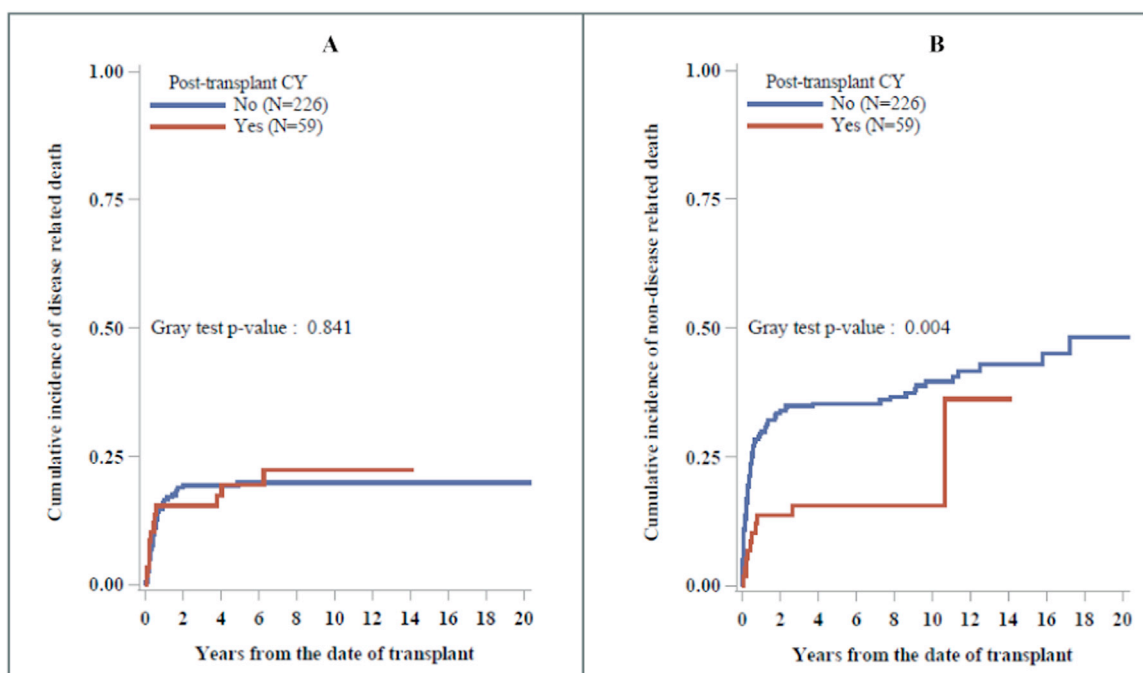 A
Post-transplant CY
No (N=226)
Yes (N=59)
Cumulative incidence of disease related death
1.00
0.75
0.50
0.25
0.00
Gray test p-value : 0.841
0 2 4 6 8 10 12 14 16 18 20
Years from the date of transplant
B
Post-transplant CY
No (N=226)
Yes (N=59)
Cumulative incidence of non-disease related death
1.00
0.75
0.50
0.25
0.00
Gray test p-value : 0.004
0 2 4 6 8 10 12 14 16 18 20
Years from the date of transplant